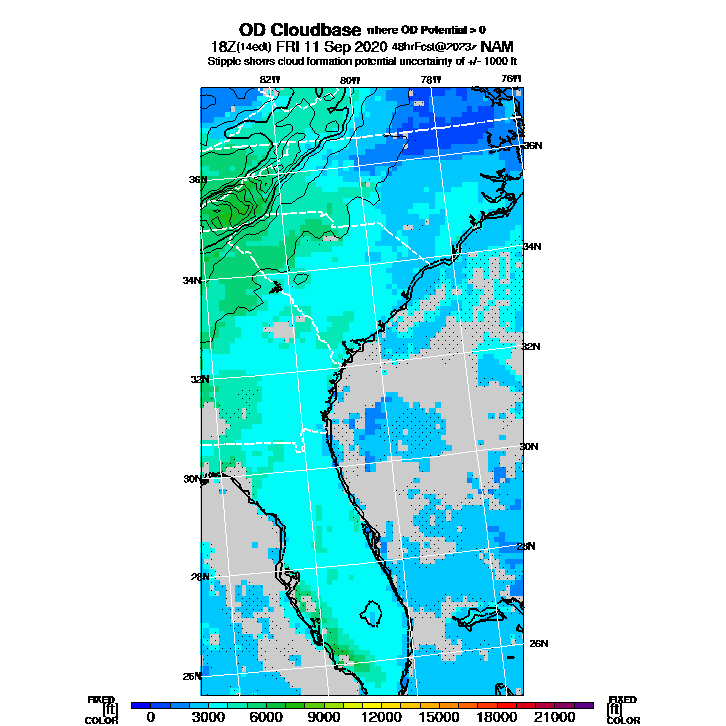 OD Cloudbase where OD Potential > 0
18Z(14edt) FRI 11 Sep 2020 48hrFcst@2023z NAM
Stipple shows cloud formation potential uncertainty of +/- 1000 ft
82W 80W 78W 76W
36N 36N
34N 34N
32N 32N
30N 30N
28N 28N
26N 26N
FIXED FIXED
[ft] [ft]
COLOR COLOR
0 3000 6000 9000 12000 15000 18000 21000